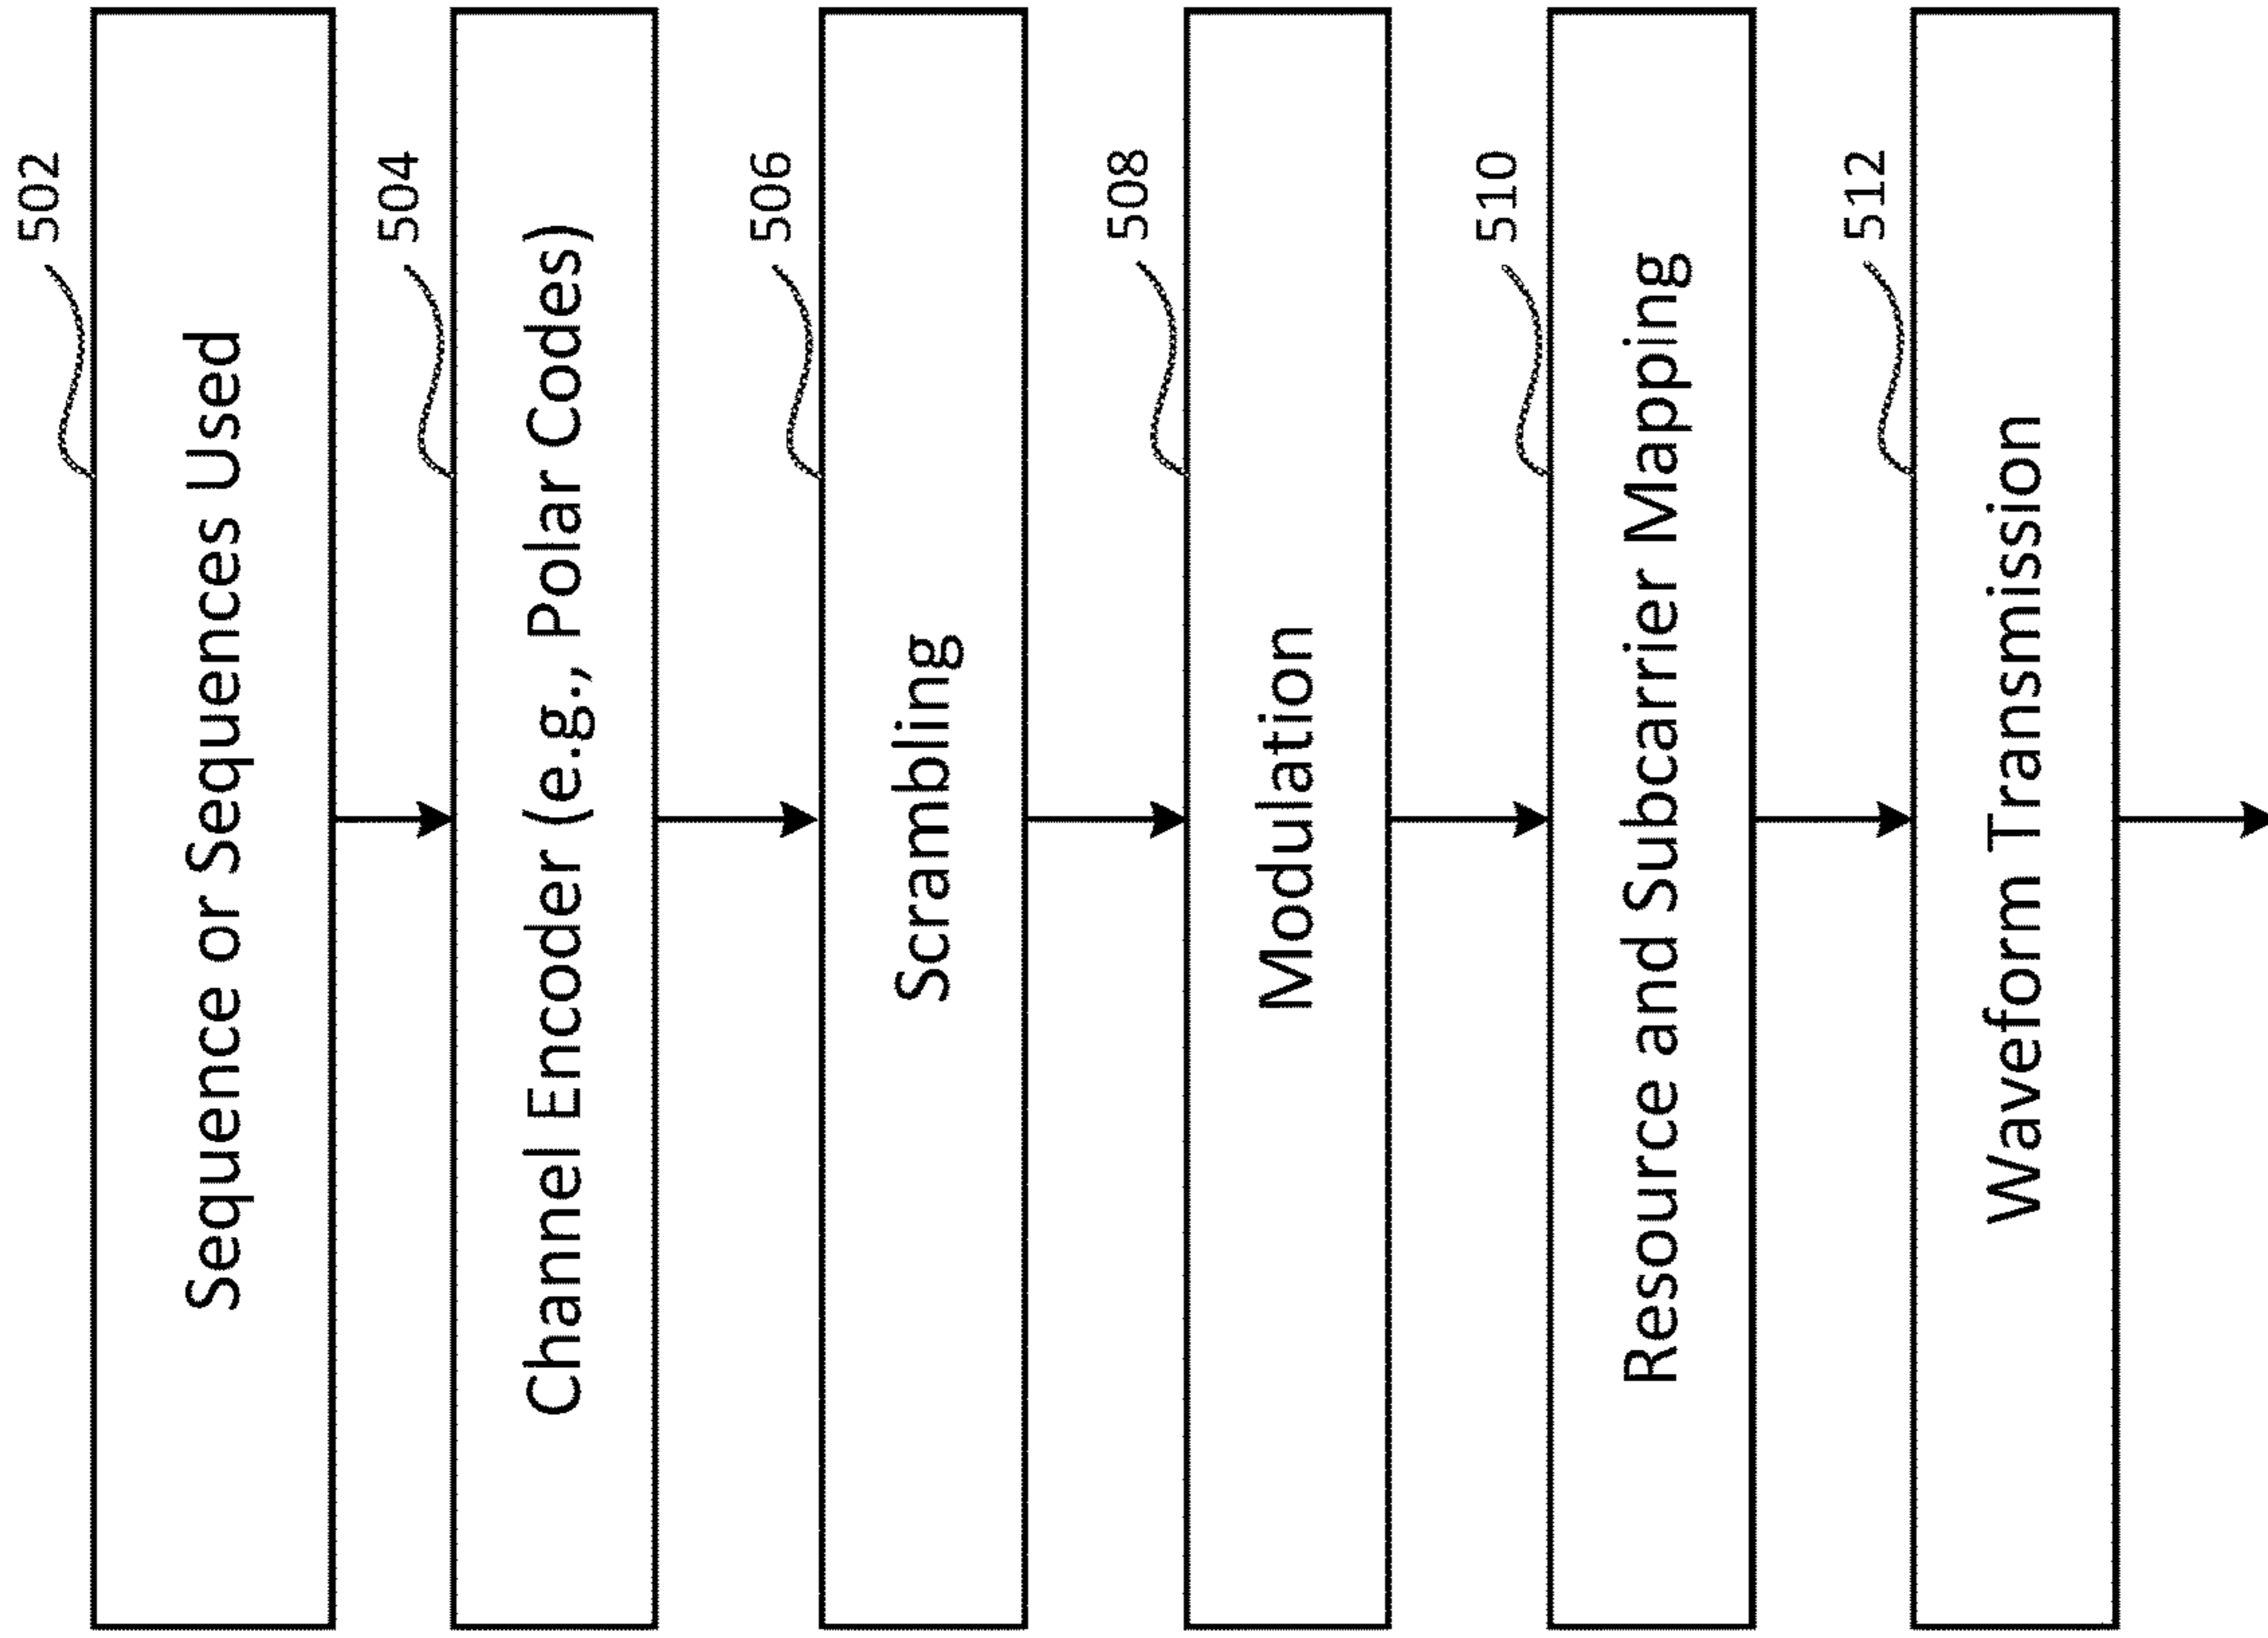 502
Sequence or Sequences Used
504
Channel Encoder (e.g., Polar Codes)
506
Scrambling
508
Modulation
510
Resource and Subcarrier Mapping
512
Waveform Transmission